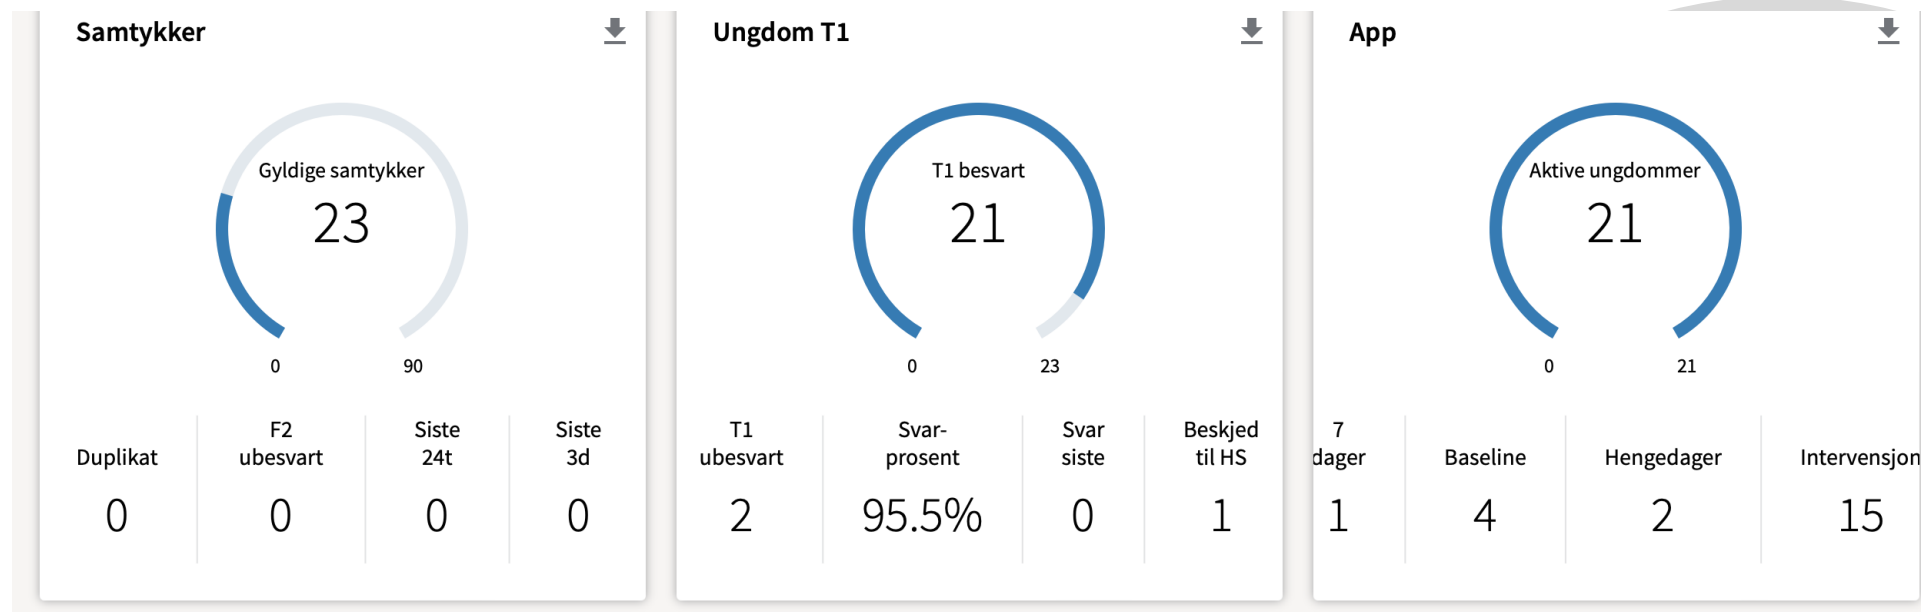 Samtykker
Gyldige samtykker
23
0
90
Duplikat
0
F2
ubesvart
0
Siste
24t
0
Siste
3d
0
Ungdom T1
T1 besvart
21
0
23
T1
ubesvart
2
Svar-
prosent
95.5%
Svar
siste
0
Beskjed
til HS
1
App
Aktive ungdommer
21
0
21
7
dager
1
Baseline
4
Hengedager
2
Intervensjon
15